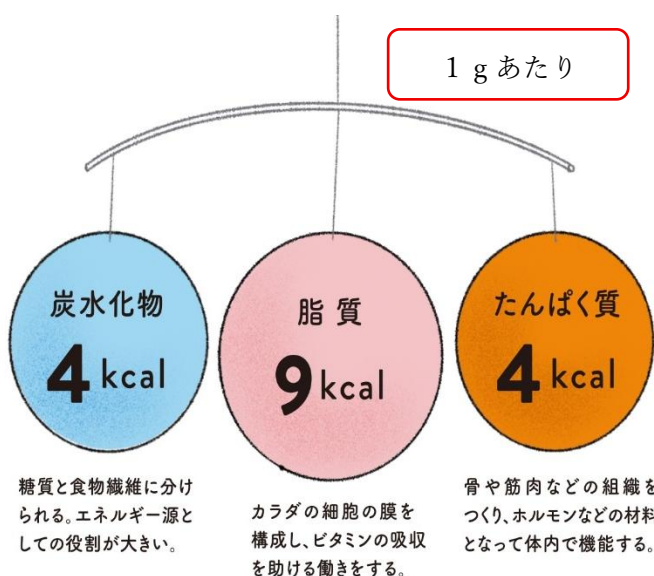 1 gあたり
炭水化物
4kcal
糖質と食物繊維に分け
られる。エネルギー源と
しての役割が大きい。
脂質
9kcal
カラダの細胞の膜を
構成し、ビタミンの吸収
を助ける働きをする。
たんぱく質
4kcal
骨や筋肉などの組織を
つくり、ホルモンなどの材料
となって体内で機能する。